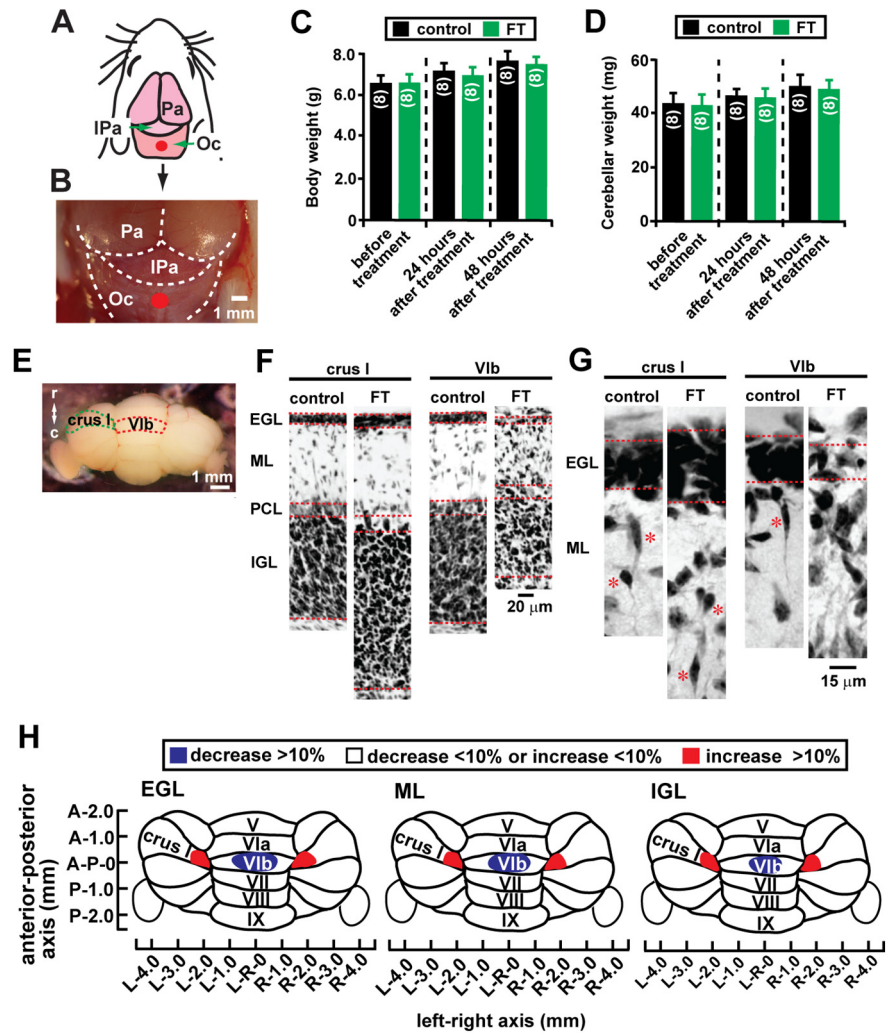 A
Pa
IPa
Oc
B
Pa
IPa
Oc
1 mm
C
control FT
Body weight (g)
8.0
6.0
4.0
2.0
0
(8) (8) (8) (8) (8) (8)
before treatment
24 hours after treatment
48 hours after treatment
D
control FT
Cerebellar weight (mg)
60
40
20
0
(8) (8) (8) (8) (8) (8)
before treatment
24 hours after treatment
48 hours after treatment
E
r
c
crus I
VIb
1 mm
F
crus I VIb
control FT control FT
EGL
ML
PCL
IGL
20 μm
G
crus I VIb
control FT control FT
EGL
ML
* * * * *
15 μm
H
decrease >10% decrease <10% or increase <10% increase >10%
EGL ML IGL
anterior-posterior axis (mm)
A-2.0
A-1.0
A-P-0
P-1.0
P-2.0
crus I
V
VIa
VIb
VII
VIII
IX
crus I
V
VIa
VIb
VII
VIII
IX
crus I
V
VIa
VIb
VII
VIII
IX
L-4.0 L-3.0 L-2.0 L-1.0 L-R-0 R-1.0 R-2.0 R-3.0 R-4.0
L-4.0 L-3.0 L-2.0 L-1.0 L-R-0 R-1.0 R-2.0 R-3.0 R-4.0
L-4.0 L-3.0 L-2.0 L-1.0 L-R-0 R-1.0 R-2.0 R-3.0 R-4.0
left-right axis (mm)